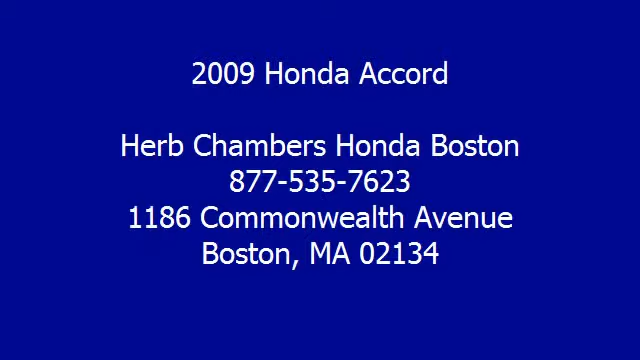 2009 Honda Accord
Herb Chambers Honda Boston
877-535-7623
1186 Commonwealth Avenue
Boston, MA 02134